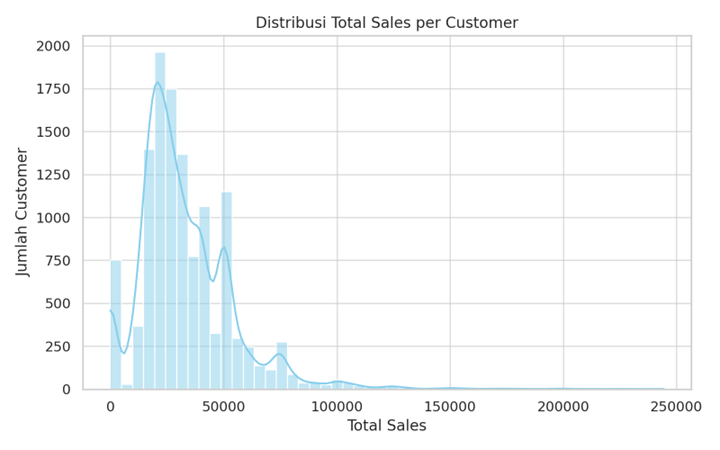 Distribusi Total Sales per Customer
2000
1750
1500
1250
1000
750
500
250
0
Jumlah Customer
0 50000 100000 150000 200000 250000
Total Sales